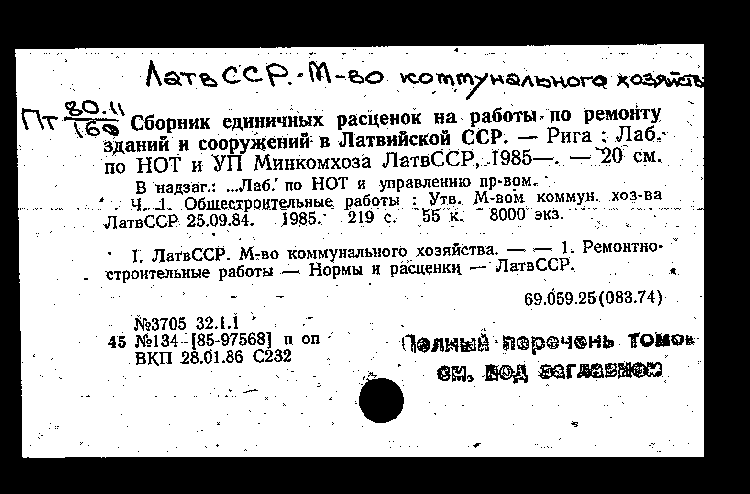 ЛатвССР. М-во коммунального хозяйств
Пт 80.11
160
Сборник единичных расценок на работы по ремонту
зданий и сооружений в Латвийской ССР. — Рига : Лаб.
по НОТ и УП Минкомхоза ЛатвССР, 1985—. — 20 см.
В надзаг.: ...Лаб. по НОТ и управлению пр-вом.
Ч. 1. Общестроительные работы : Утв. М-вом коммун. хоз-ва
ЛатвССР 25.09.84. 1985. 219 с. 55 к. 8000 экз.
I. ЛатвССР. М-во коммунального хозяйства. — — 1. Ремонтно-
строительные работы — Нормы и расценки — ЛатвССР.
69.059.25(083.74)
№3705 32.1.1
45 №134 [85-97568] п оп
ВКП 28.01.86 С232
Полный перечень томов
см. под заглавием